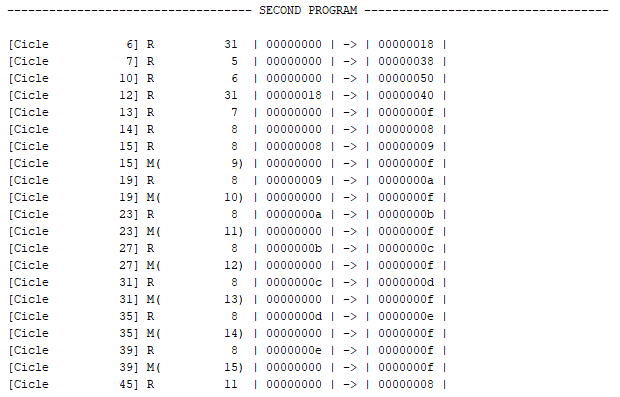 ----------------------------------- SECOND PROGRAM -----------------------------------
[Cicle 6] R 31 | 00000000 | -> | 00000018 |
[Cicle 7] R 5 | 00000000 | -> | 00000038 |
[Cicle 10] R 6 | 00000000 | -> | 00000050 |
[Cicle 12] R 31 | 00000018 | -> | 00000040 |
[Cicle 13] R 7 | 00000000 | -> | 0000000f |
[Cicle 14] R 8 | 00000000 | -> | 00000008 |
[Cicle 15] R 8 | 00000008 | -> | 00000009 |
[Cicle 15] M( 9) | 00000000 | -> | 0000000f |
[Cicle 19] R 8 | 00000009 | -> | 0000000a |
[Cicle 19] M( 10) | 00000000 | -> | 0000000f |
[Cicle 23] R 8 | 0000000a | -> | 0000000b |
[Cicle 23] M( 11) | 00000000 | -> | 0000000f |
[Cicle 27] R 8 | 0000000b | -> | 0000000c |
[Cicle 27] M( 12) | 00000000 | -> | 0000000f |
[Cicle 31] R 8 | 0000000c | -> | 0000000d |
[Cicle 31] M( 13) | 00000000 | -> | 0000000f |
[Cicle 35] R 8 | 0000000d | -> | 0000000e |
[Cicle 35] M( 14) | 00000000 | -> | 0000000f |
[Cicle 39] R 8 | 0000000e | -> | 0000000f |
[Cicle 39] M( 15) | 00000000 | -> | 0000000f |
[Cicle 45] R 11 | 00000000 | -> | 00000008 |